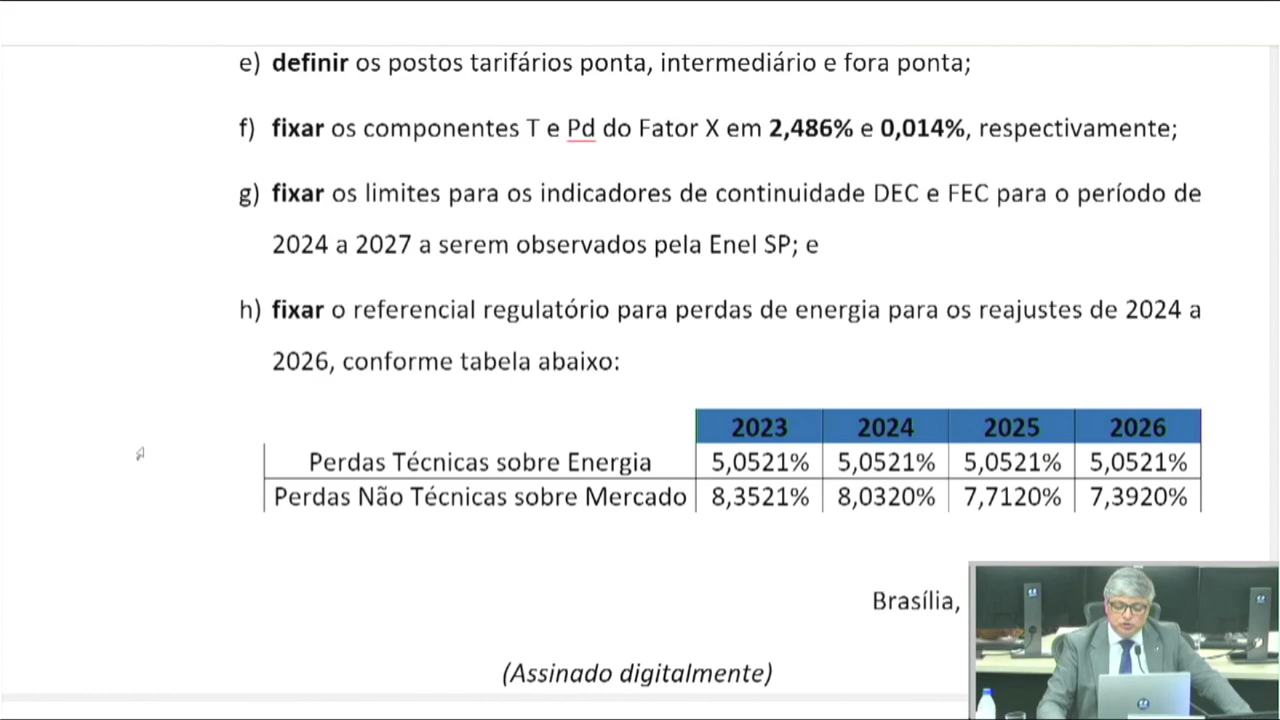 e) definir os postos tarifários ponta, intermediário e fora ponta;
f) fixar os componentes T e Pd do Fator X em 2,486% e 0,014%, respectivamente;
g) fixar os limites para os indicadores de continuidade DEC e FEC para o período de
2024 a 2027 a serem observados pela Enel SP; e
h) fixar o referencial regulatório para perdas de energia para os reajustes de 2024 a
2026, conforme tabela abaixo:
2023 2024 2025 2026
Perdas Técnicas sobre Energia 5,0521% 5,0521% 5,0521% 5,0521%
Perdas Não Técnicas sobre Mercado 8,3521% 8,0320% 7,7120% 7,3920%
Brasília,
(Assinado digitalmente)